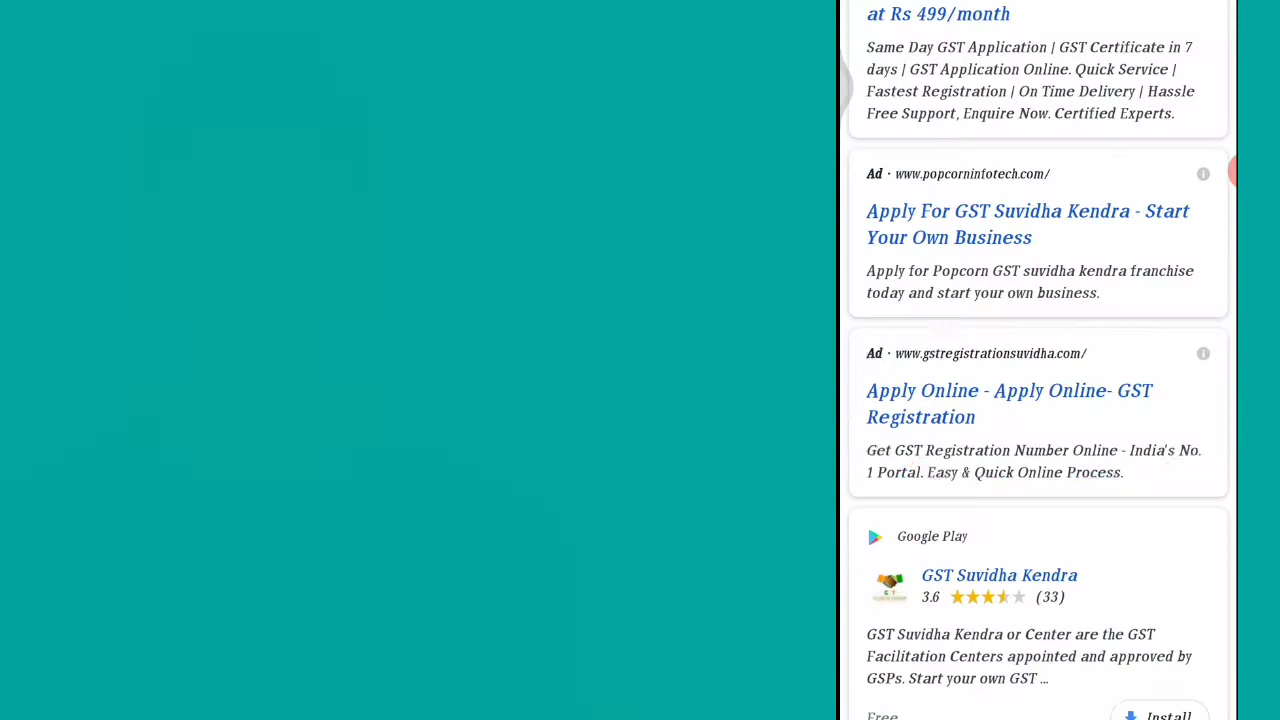 at Rs 499/month
Same Day GST Application | GST Certificate in 7
days | GST Application Online. Quick Service |
Fastest Registration | On Time Delivery | Hassle
Free Support, Enquire Now. Certified Experts.
Ad · www.popcorninfotech.com/
Apply For GST Suvidha Kendra - Start
Your Own Business
Apply for Popcorn GST suvidha kendra franchise
today and start your own business.
Ad · www.gstregistrationsuvidha.com/
Apply Online - Apply Online- GST
Registration
Get GST Registration Number Online - India's No.
1 Portal. Easy & Quick Online Process.
Google Play
GST Suvidha Kendra
3.6 (33)
GST Suvidha Kendra or Center are the GST
Facilitation Centers appointed and approved by
GSPs. Start your own GST ...
Free Install